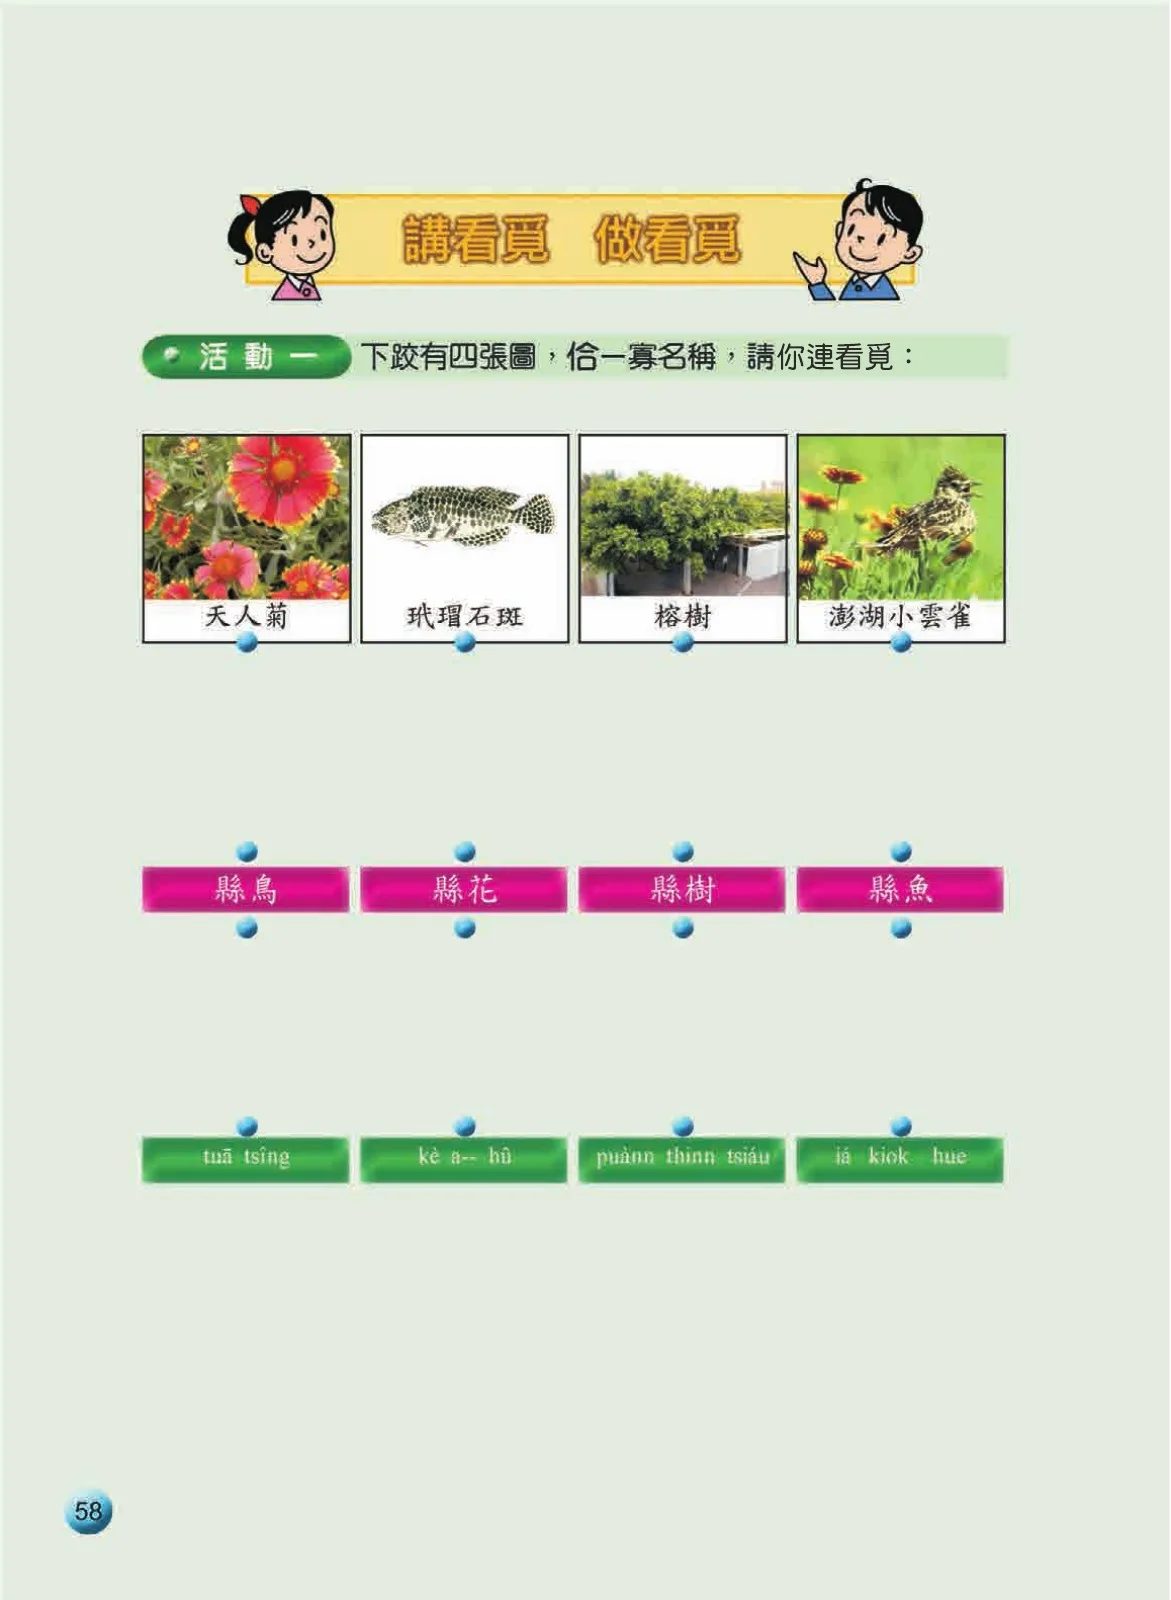 講看覓 做看覓
活動一 下跤有四張圖,佮一寡名稱,請你連看覓:
天人菊 玳瑁石斑 榕樹 澎湖小雲雀
縣鳥 縣花 縣樹 縣魚
tuā tsîng kè a-- hû puànn thinn tsiáu iá kiok hue
58